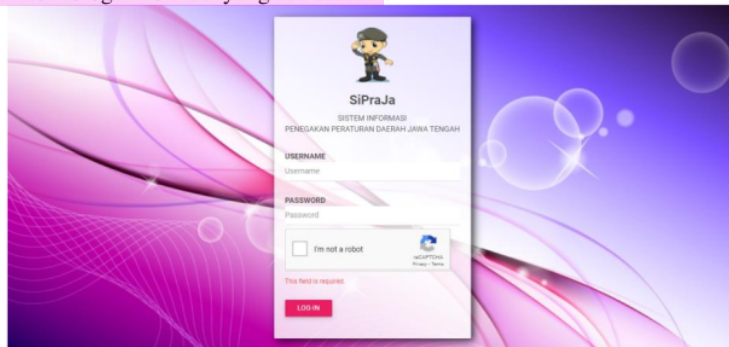 SiPraJa
SISTEM INFORMASI
PENEGAKAN PERATURAN DAERAH JAWA TENGAH
USERNAME
Username
PASSWORD
Password
I'm not a robot
reCAPTCHA
Privacy - Terms
This field is required.
LOG-IN